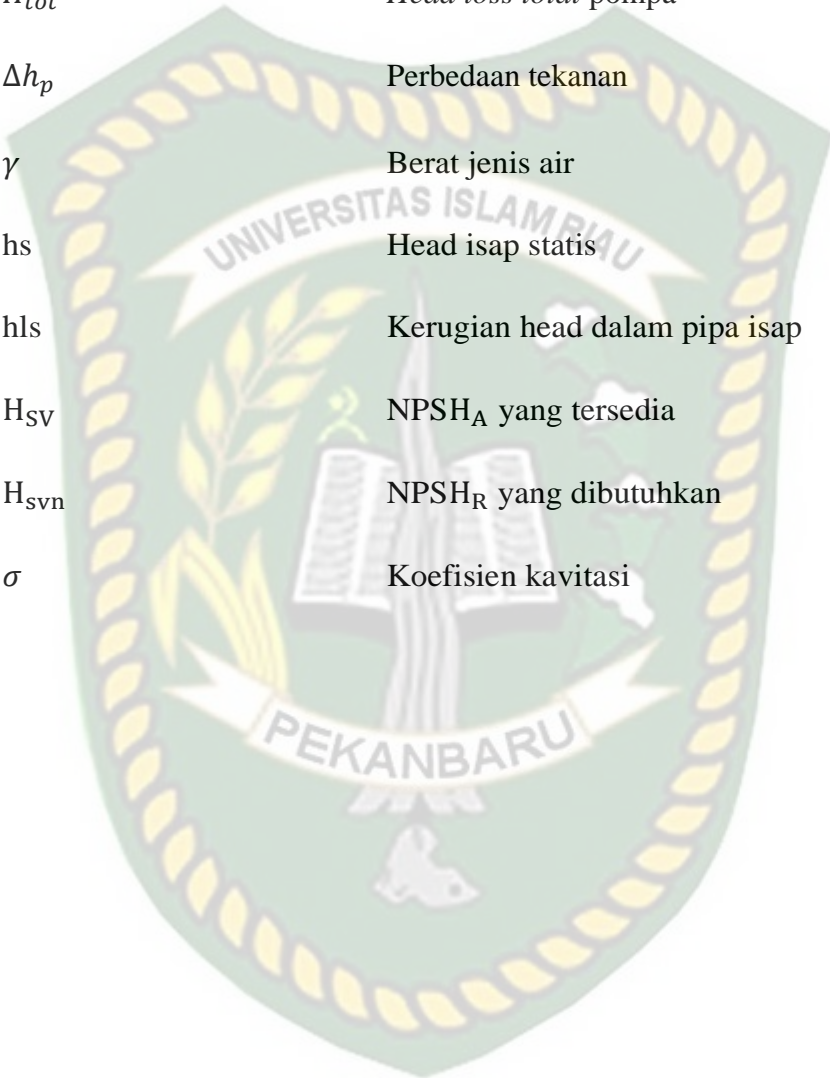 H_tot Head loss total pompa
Δh_p Perbedaan tekanan
γ Berat jenis air
UNIVERSITAS ISLAM RIAU
hs Head isap statis
hls Kerugian head dalam pipa isap
H_SV NPSH_A yang tersedia
H_svn NPSH_R yang dibutuhkan
σ Koefisien kavitasi
PEKANBARU